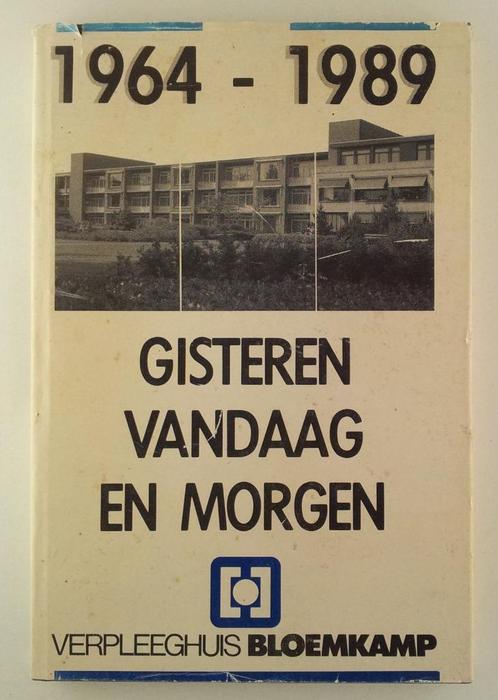 1964 - 1989
GISTEREN
VANDAAG
EN MORGEN
VERPLEEGHUIS BLOEMKAMP